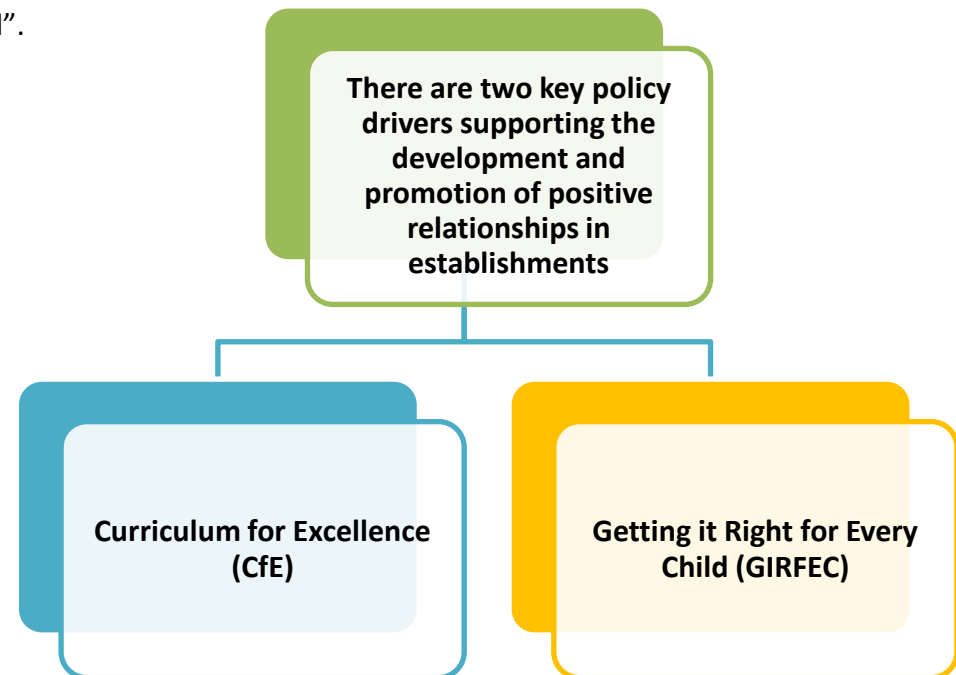 ”.
There are two key policy
drivers supporting the
development and
promotion of positive
relationships in
establishments
Curriculum for Excellence
(CfE)
Getting it Right for Every
Child (GIRFEC)